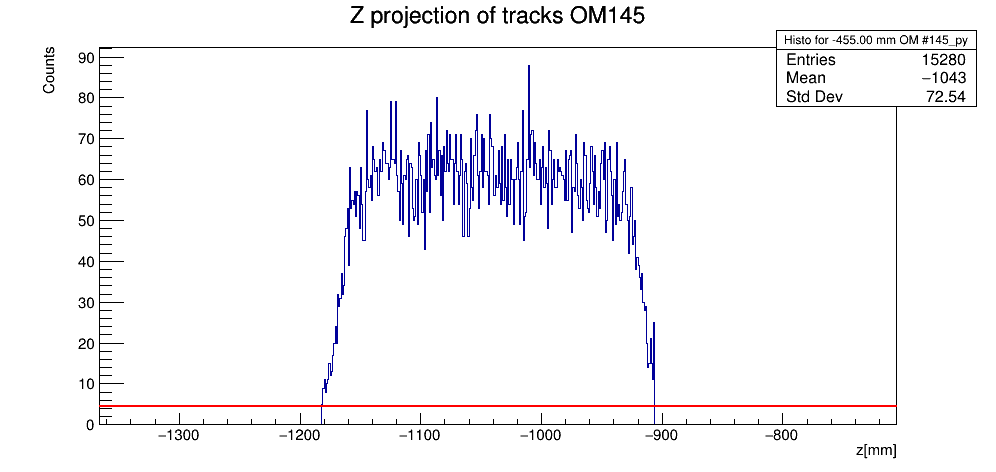 Z projection of tracks OM145
Histo for -455.00 mm OM #145_py
Entries 15280
Mean −1043
Std Dev 72.54
Counts
90
80
70
60
50
40
30
20
10
0
−1300 −1200 −1100 −1000 −900 −800
z[mm]